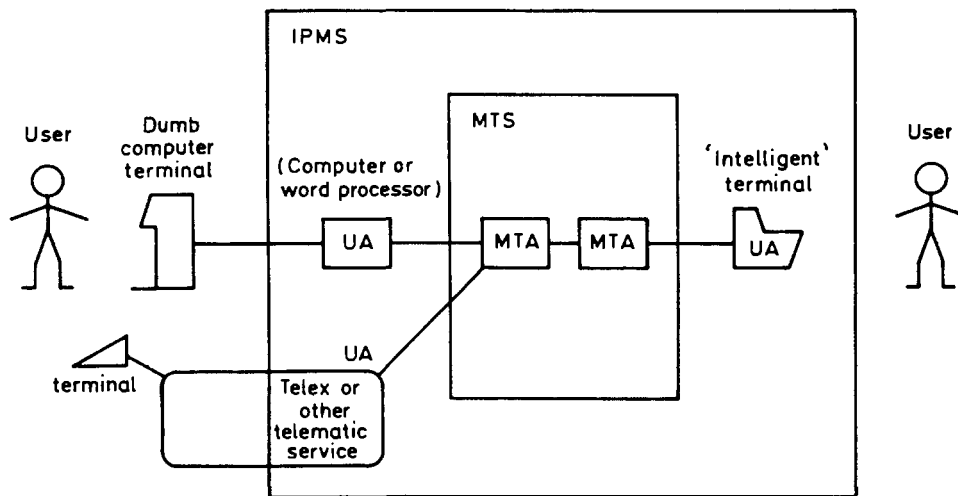 IPMS
MTS
User
Dumb
computer
terminal
(Computer or
word processor)
'Intelligent'
terminal
User
UA
MTA
MTA
UA
UA
terminal
Telex or
other
telematic
service